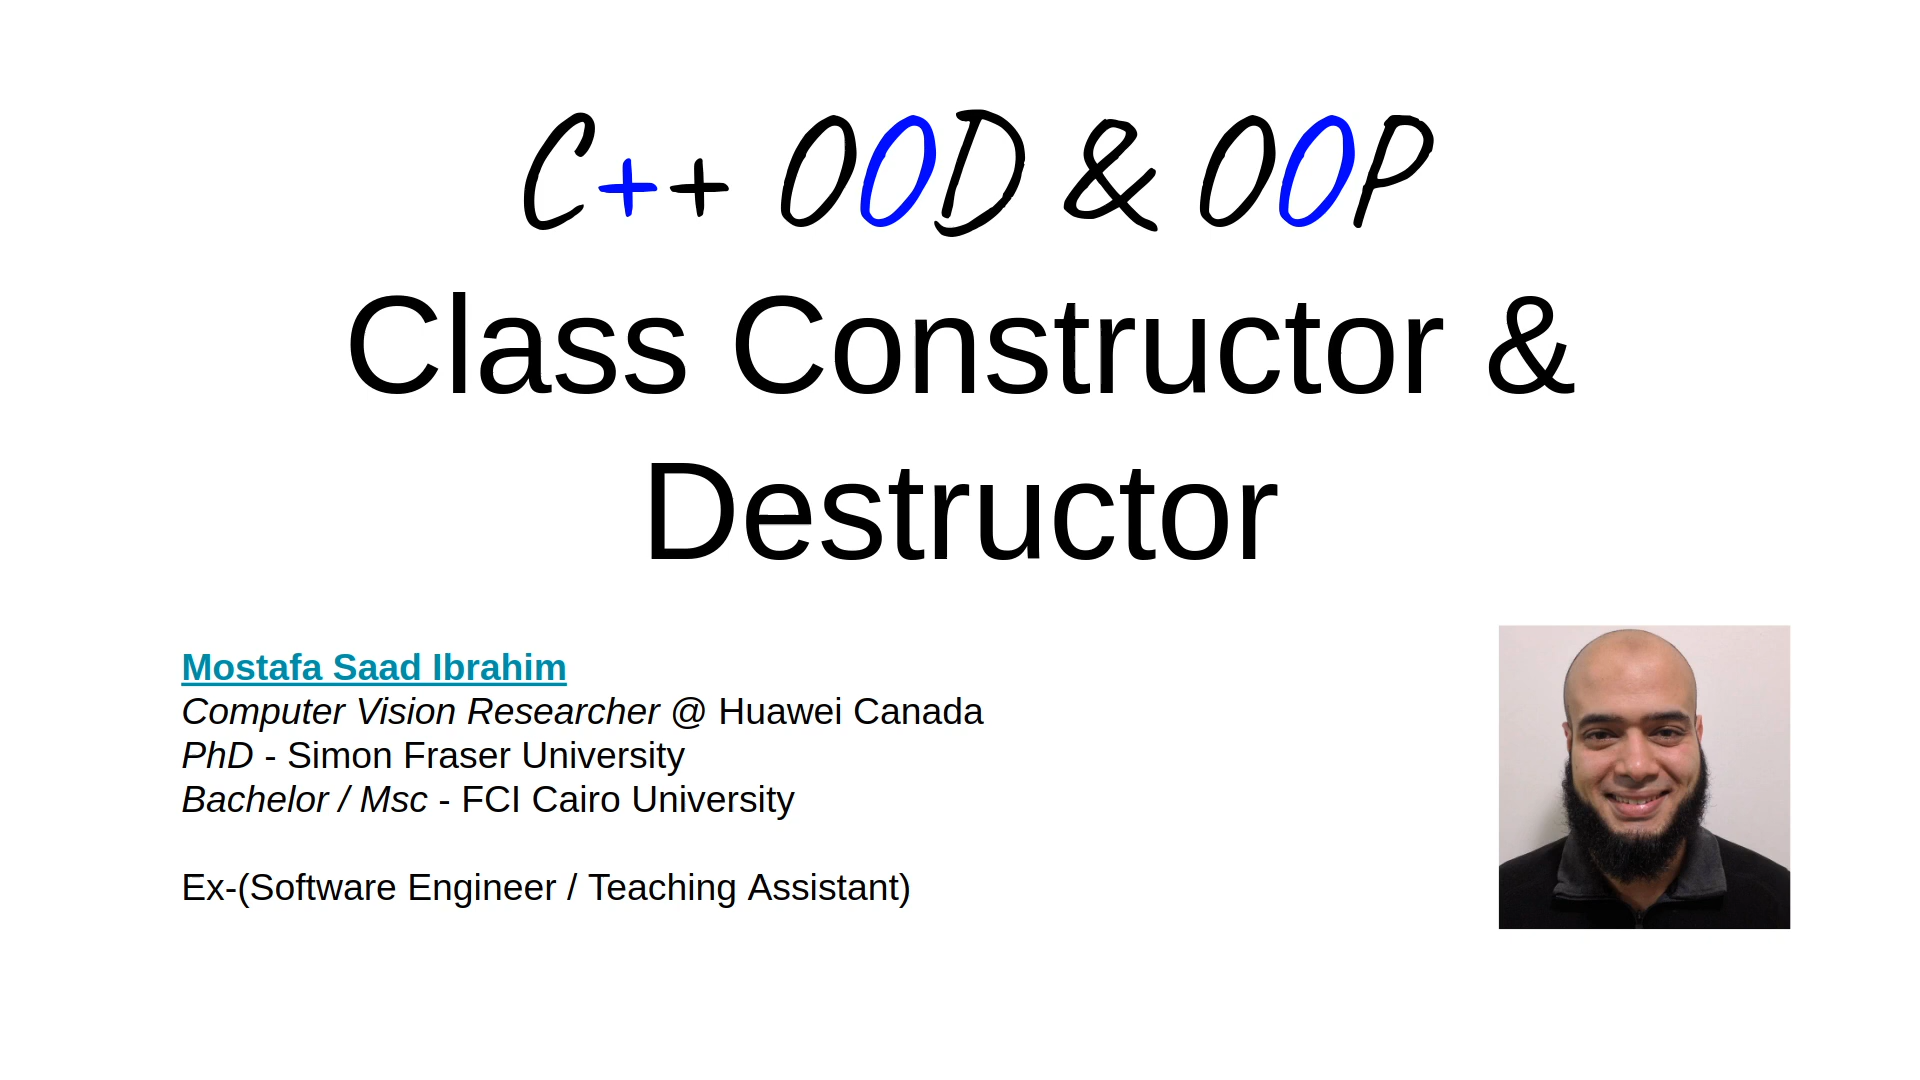 C++ OOD & OOP
Class Constructor &
Destructor
Mostafa Saad Ibrahim
Computer Vision Researcher @ Huawei Canada
PhD - Simon Fraser University
Bachelor / Msc - FCI Cairo University
Ex-(Software Engineer / Teaching Assistant)